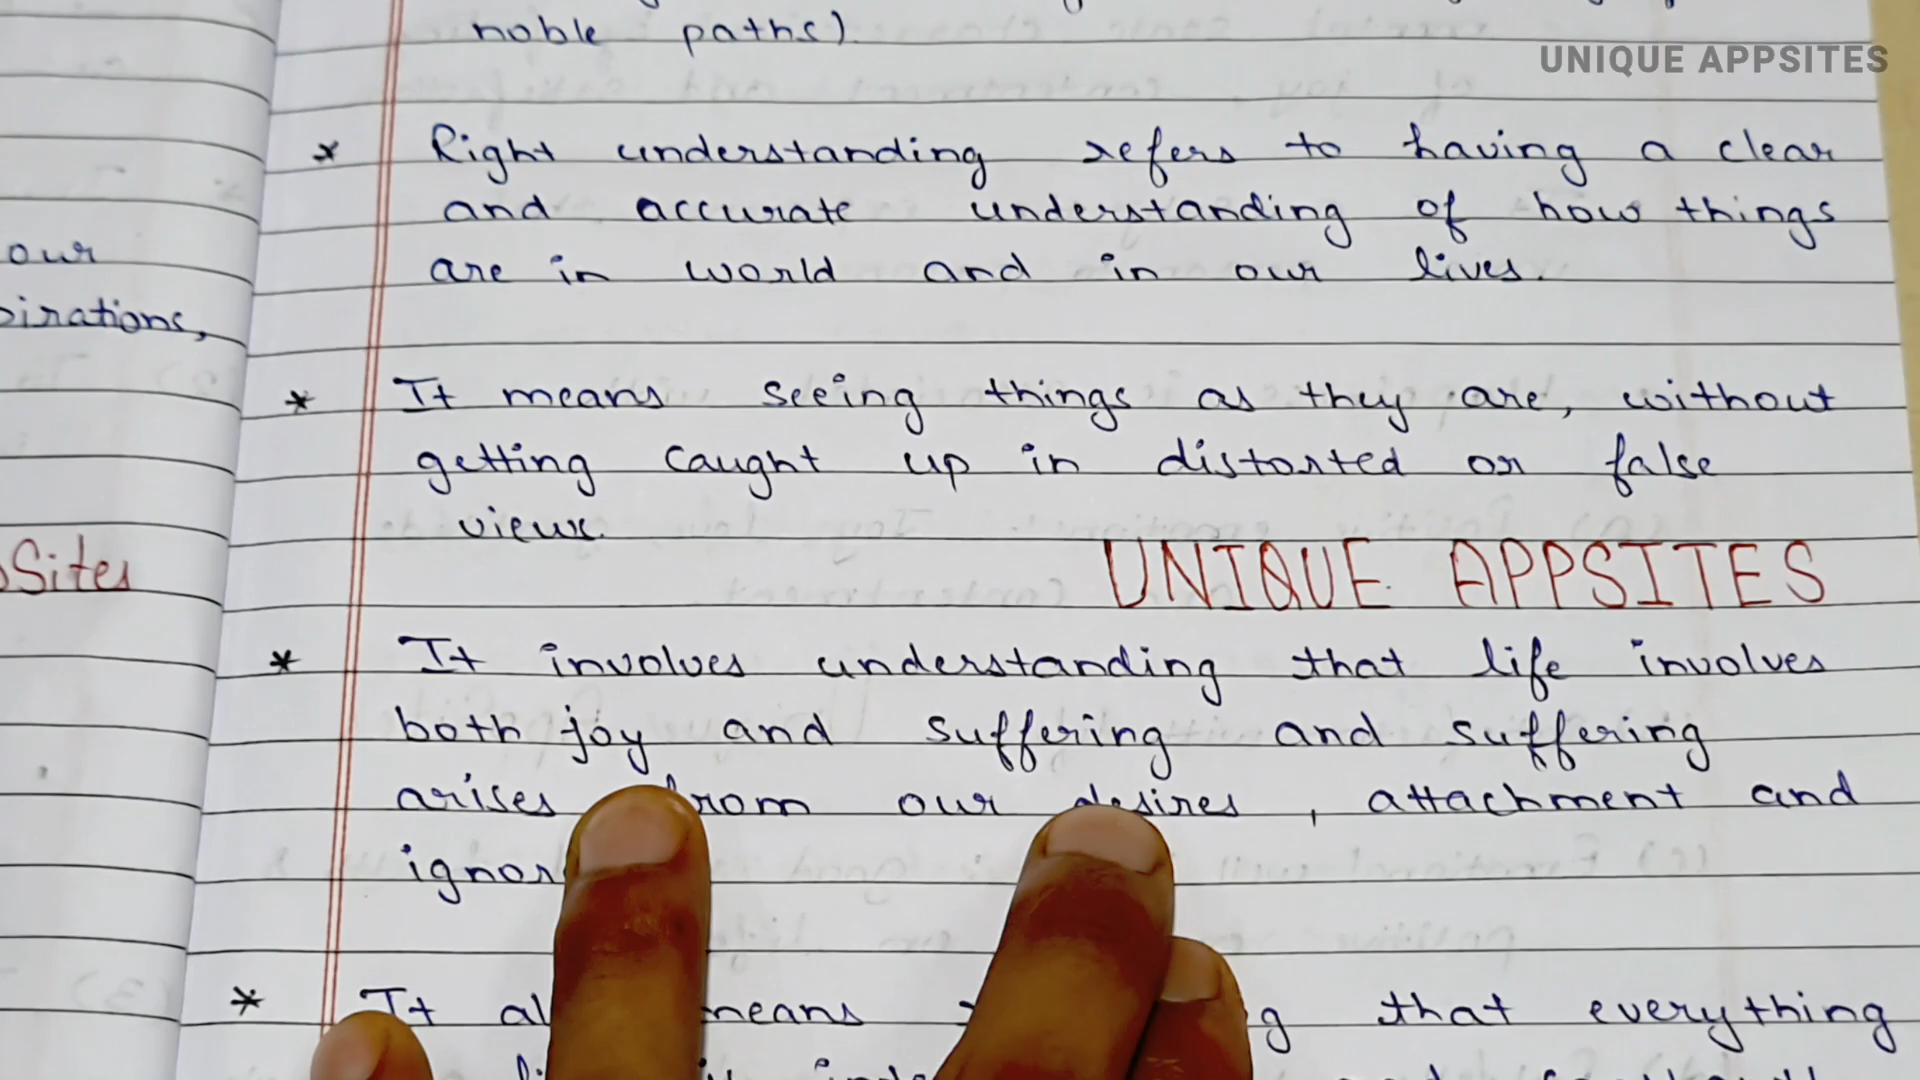 noble paths).
UNIQUE APPSITES
* Right understanding refers to having a clear
and accurate understanding of how things
are in world and in our lives.
* It means seeing things as they are, without
getting caught up in distorted or false
views.
UNIQUE APPSITES
* It involves understanding that life involves
both joy and suffering and suffering
arises from our desires, attachment and
* It means that everything
our
Sites